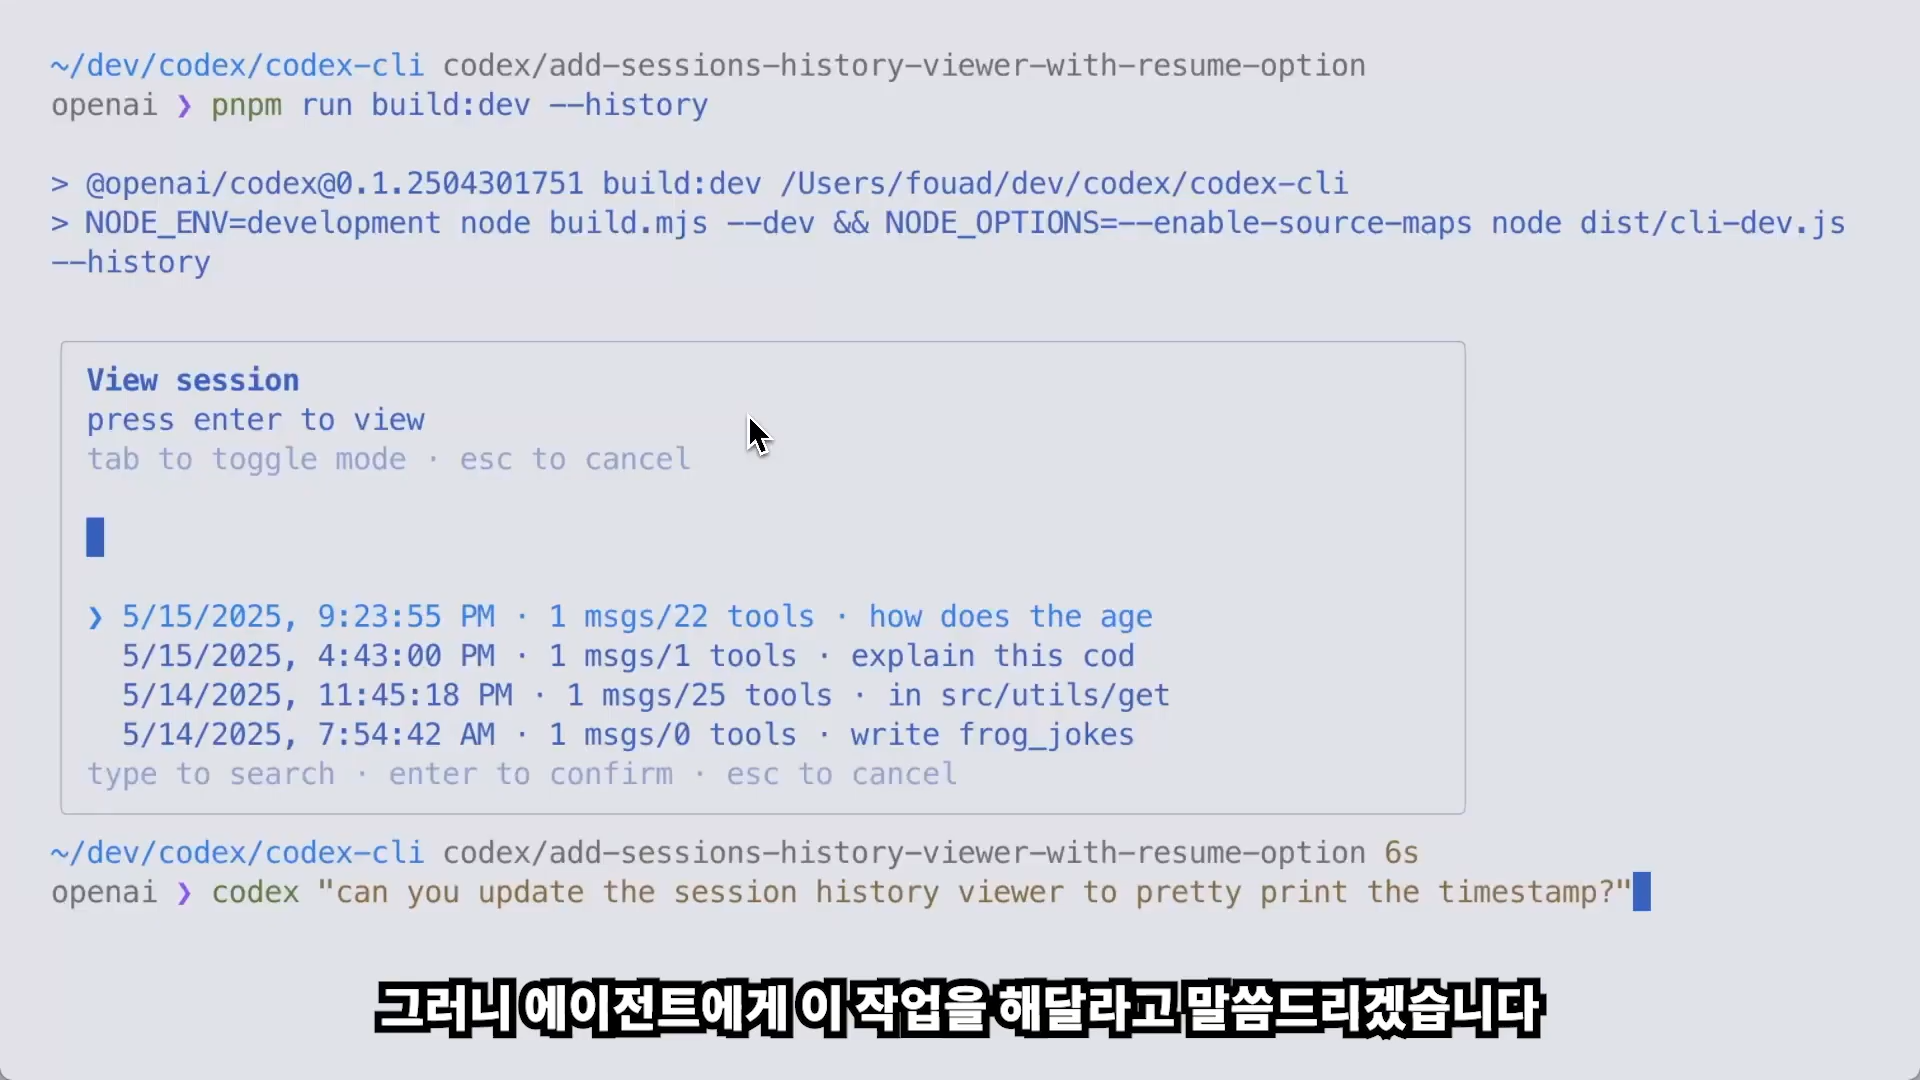 ~/dev/codex/codex-cli codex/add-sessions-history-viewer-with-resume-option
openai ❯ pnpm run build:dev --history
> @openai/codex@0.1.2504301751 build:dev /Users/fouad/dev/codex/codex-cli
> NODE_ENV=development node build.mjs --dev && NODE_OPTIONS=--enable-source-maps node dist/cli-dev.js
--history
View session
press enter to view
tab to toggle mode · esc to cancel
❯ 5/15/2025, 9:23:55 PM · 1 msgs/22 tools · how does the age
5/15/2025, 4:43:00 PM · 1 msgs/1 tools · explain this cod
5/14/2025, 11:45:18 PM · 1 msgs/25 tools · in src/utils/get
5/14/2025, 7:54:42 AM · 1 msgs/0 tools · write frog_jokes
type to search · enter to confirm · esc to cancel
~/dev/codex/codex-cli codex/add-sessions-history-viewer-with-resume-option 6s
openai ❯ codex "can you update the session history viewer to pretty print the timestamp?"
그러니 에이전트에게 이 작업을 해달라고 말씀드리겠습니다